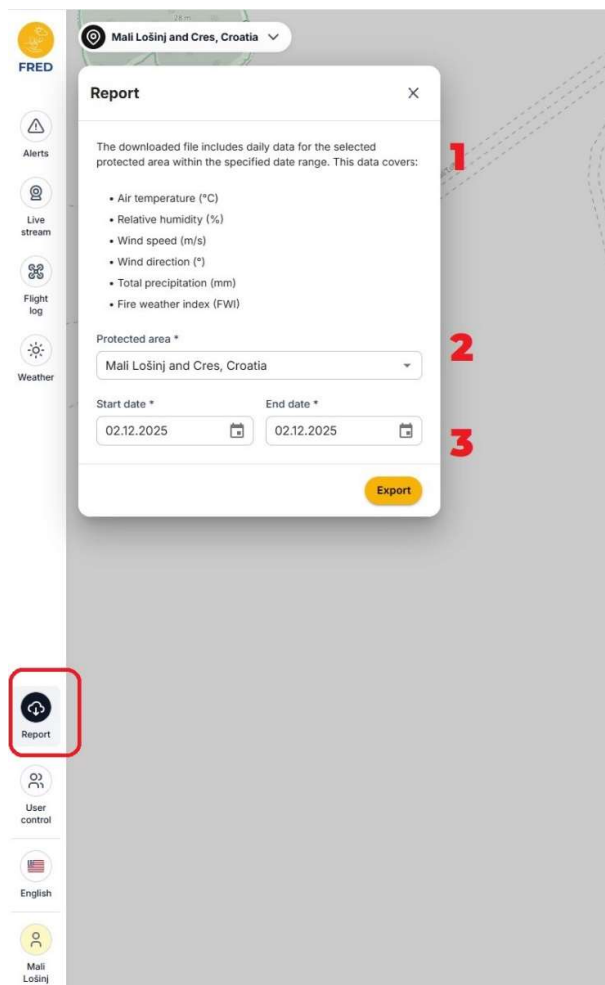 28 m
Mali Lošinj and Cres, Croatia
FRED
Report
1
The downloaded file includes daily data for the selected
protected area within the specified date range. This data covers:
• Air temperature (°C)
• Relative humidity (%)
• Wind speed (m/s)
• Wind direction (°)
• Total precipitation (mm)
• Fire weather index (FWI)
Protected area *
2
Mali Lošinj and Cres, Croatia
Start date *
End date *
02.12.2025
02.12.2025
3
Export
Alerts
Live
stream
Flight
log
Weather
Report
User
control
English
Mali
Lošinj